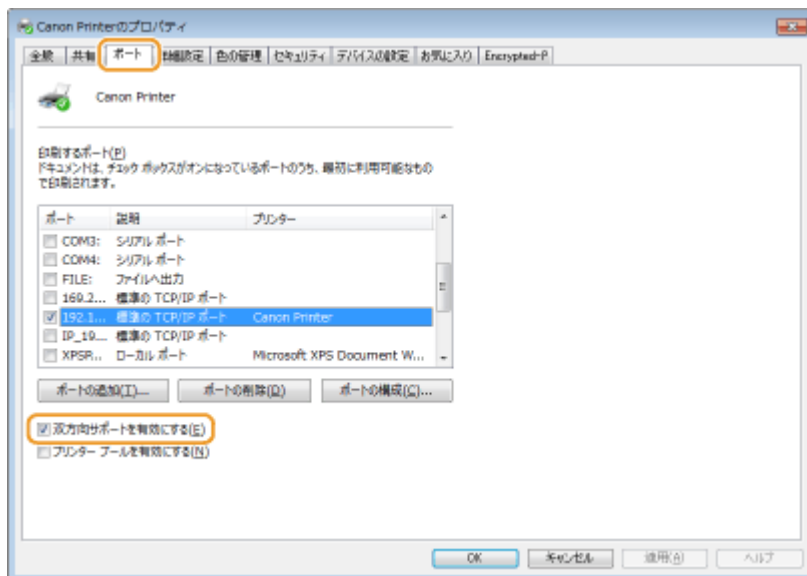 Canon Printerのプロパティ
全般 共有 ポート 詳細設定 色の管理 セキュリティ デバイスの設定 お気に入り Encrypted-P
Canon Printer
印刷するポート(P)
ドキュメントは、チェック ボックスがオンになっているポートのうち、最初に利用可能なもの
で印刷されます。
ポート 説明 プリンター
COM3: シリアル ポート
COM4: シリアル ポート
FILE: ファイルへ出力
169.2... 標準の TCP/IP ポート
192.1... 標準の TCP/IP ポート Canon Printer
IP_19... 標準の TCP/IP ポート
XPSR... ローカル ポート Microsoft XPS Document W...
ポートの追加(T)... ポートの削除(D) ポートの構成(C)...
双方向サポートを有効にする(E)
プリンター プールを有効にする(N)
OK キャンセル 適用(A) ヘルプ